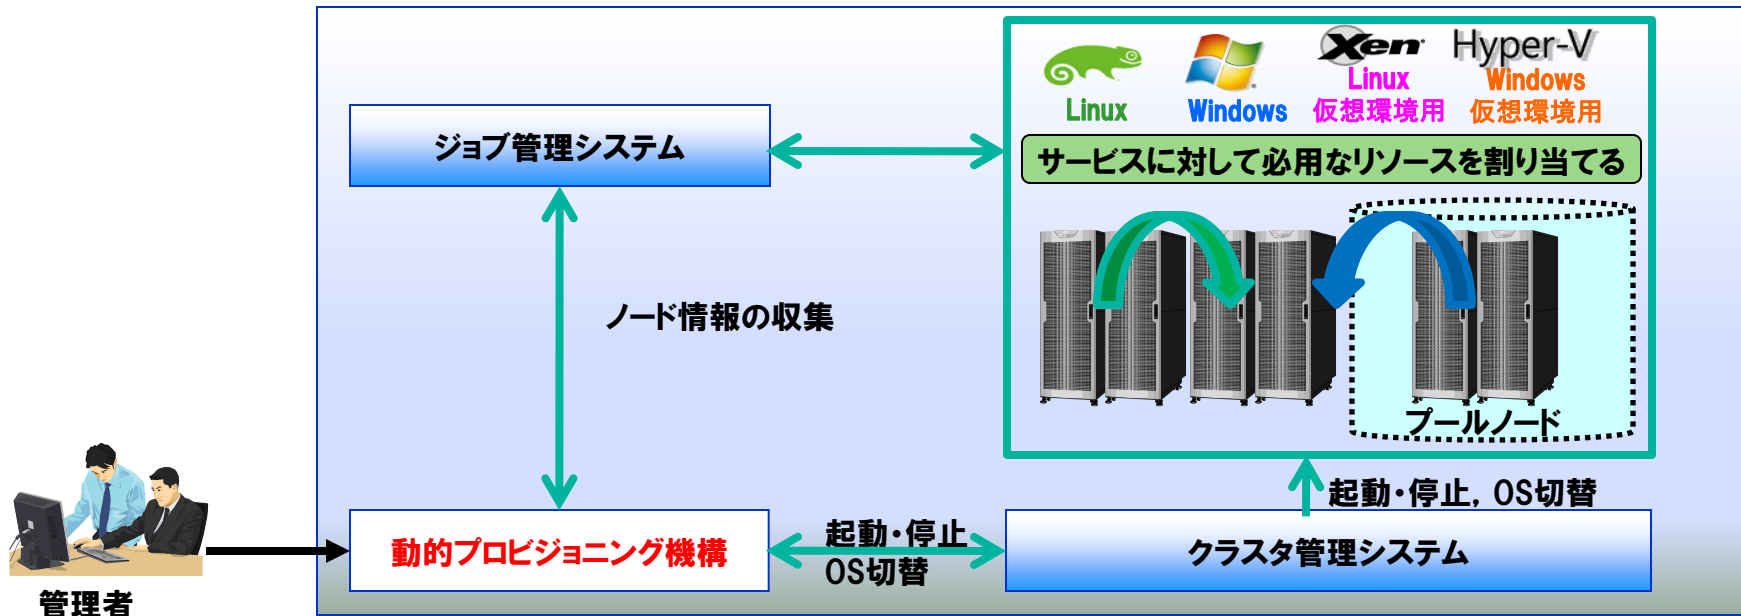 Xen
Hyper-V
Linux
Windows
Linux
仮想環境用
Windows
仮想環境用
ジョブ管理システム
サービスに対して必用なリソースを割り当てる
ノード情報の収集
プールノード
起動・停止, OS切替
動的プロビジョニング機構
起動・停止
OS切替
クラスタ管理システム
管理者